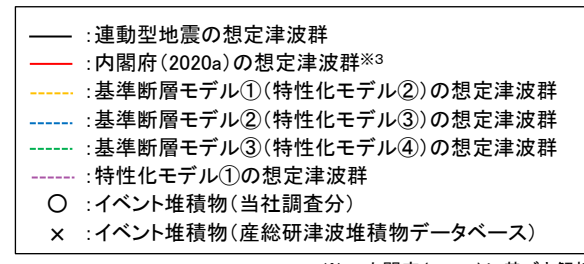 :連動型地震の想定津波群
:内閣府(2020a)の想定津波群※3
:基準断層モデル①(特性化モデル②)の想定津波群
:基準断層モデル②(特性化モデル③)の想定津波群
:基準断層モデル③(特性化モデル④)の想定津波群
:特性化モデル①の想定津波群
○ :イベント堆積物(当社調査分)
× :イベント堆積物(産総研津波堆積物データベース)